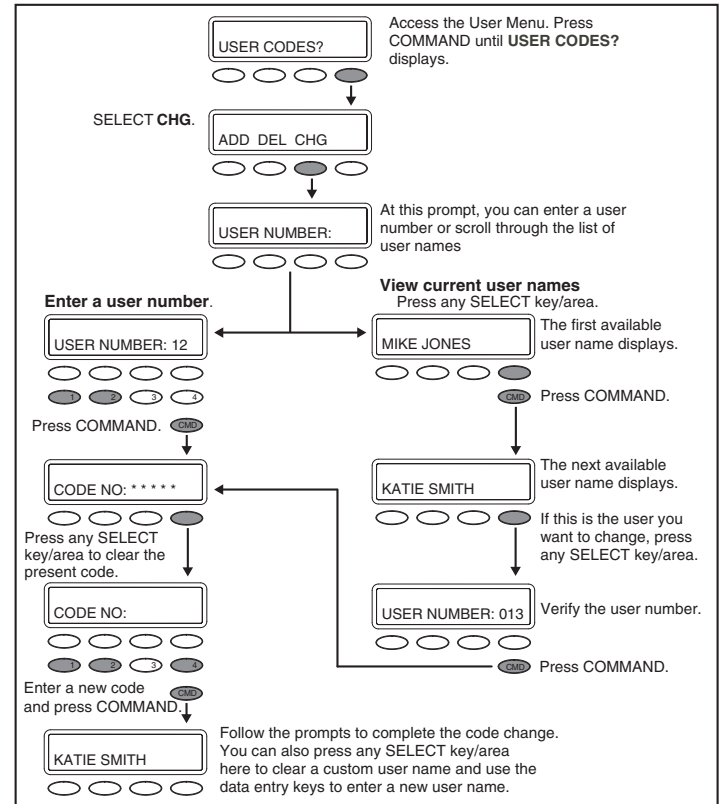 Access the User Menu. Press
COMMAND until USER CODES?
displays.
USER CODES?
SELECT CHG.
ADD DEL CHG
At this prompt, you can enter a user
number or scroll through the list of
user names
USER NUMBER:
Enter a user number.
USER NUMBER: 12
1 2 3 4
Press COMMAND. CMD
CODE NO: * * * * *
Press any SELECT
key/area to clear the
present code.
CODE NO:
1 2 3 4
Enter a new code
and press COMMAND.
CMD
KATIE SMITH
Follow the prompts to complete the code change.
You can also press any SELECT key/area
here to clear a custom user name and use the
data entry keys to enter a new user name.
View current user names
Press any SELECT key/area.
MIKE JONES
The first available
user name displays.
CMD Press COMMAND.
KATIE SMITH
The next available
user name displays.
If this is the user you
want to change, press
any SELECT key/area.
USER NUMBER: 013
Verify the user number.
CMD Press COMMAND.